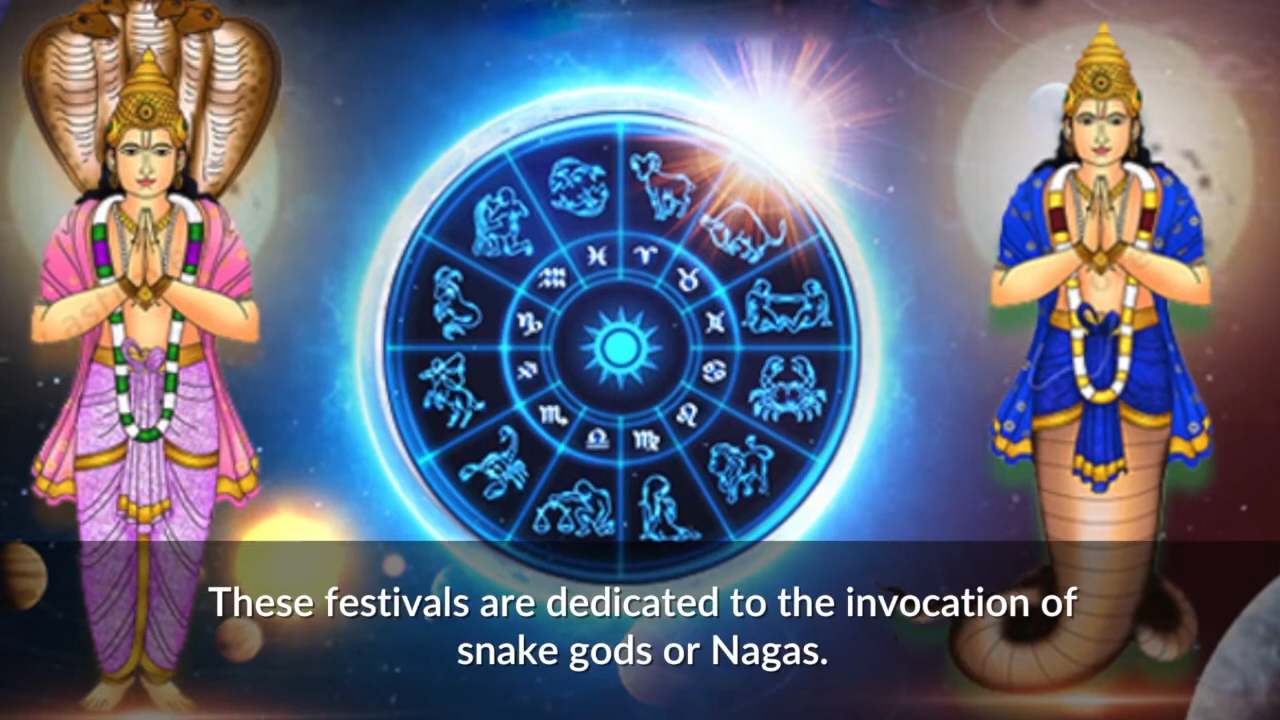 These festivals are dedicated to the invocation of
snake gods or Nagas.